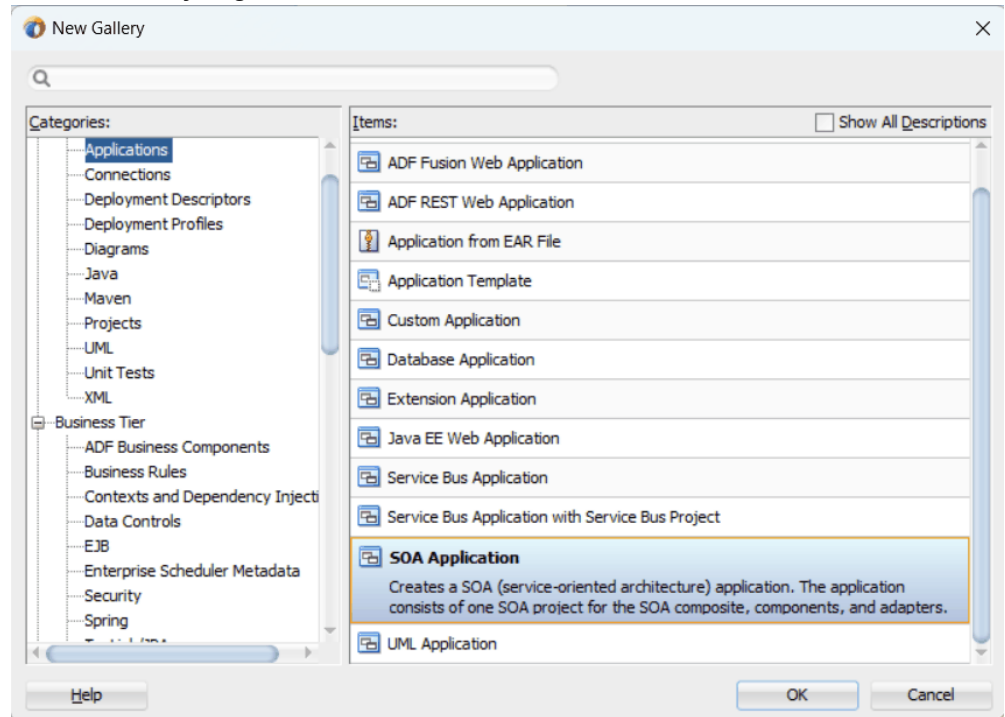 New Gallery
Categories:
Applications
Connections
Deployment Descriptors
Deployment Profiles
Diagrams
Java
Maven
Projects
UML
Unit Tests
XML
Business Tier
ADF Business Components
Business Rules
Contexts and Dependency Injecti
Data Controls
EJB
Enterprise Scheduler Metadata
Security
Spring
Items:
Show All Descriptions
ADF Fusion Web Application
ADF REST Web Application
Application from EAR File
Application Template
Custom Application
Database Application
Extension Application
Java EE Web Application
Service Bus Application
Service Bus Application with Service Bus Project
SOA Application
Creates a SOA (service-oriented architecture) application. The application
consists of one SOA project for the SOA composite, components, and adapters.
UML Application
Help
OK
Cancel